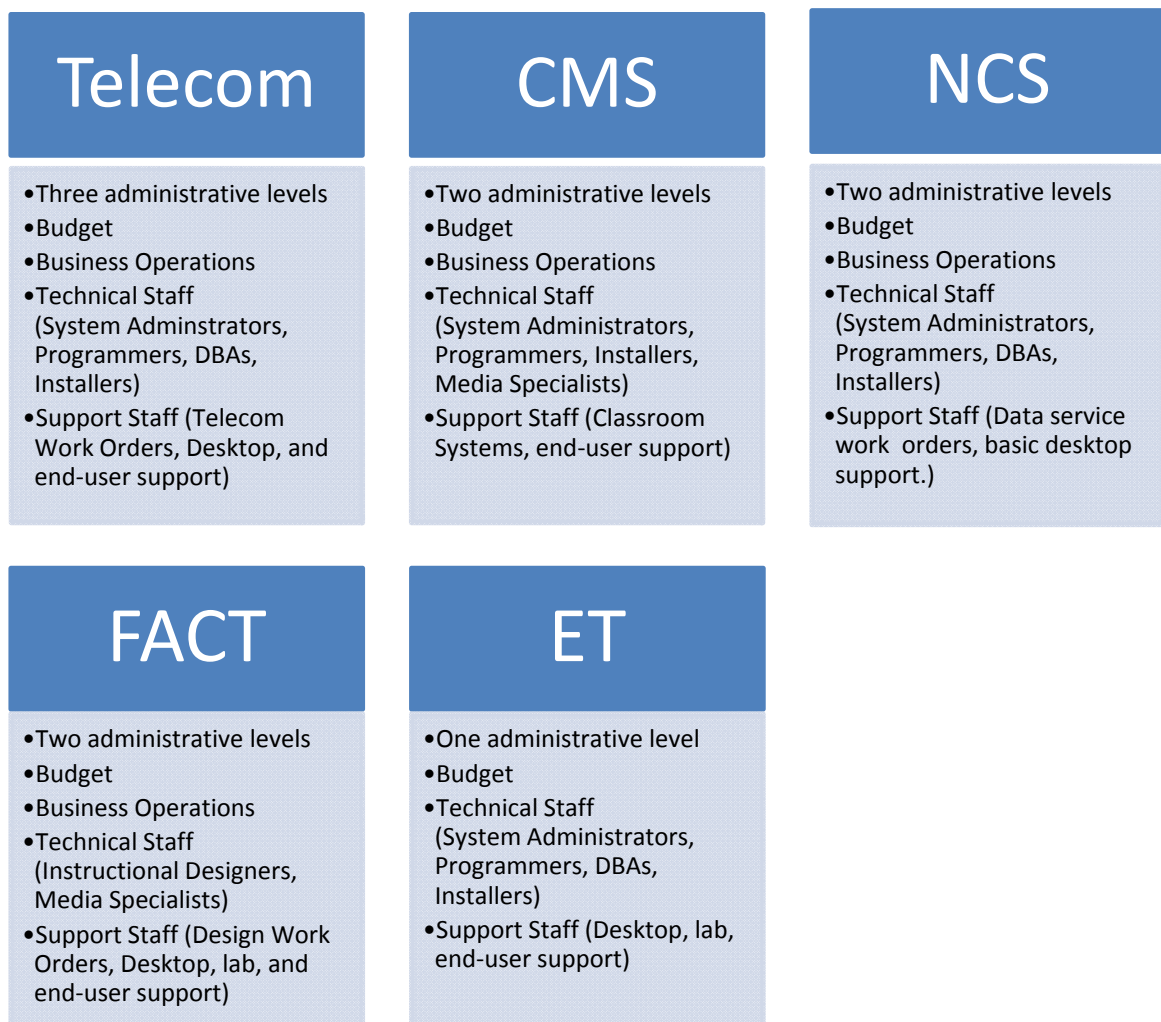 Telecom
•Three administrative levels
•Budget
•Business Operations
•Technical Staff
(System Adminstrators,
Programmers, DBAs,
Installers)
•Support Staff (Telecom
Work Orders, Desktop, and
end-user support)
CMS
•Two administrative levels
•Budget
•Business Operations
•Technical Staff
(System Administrators,
Programmers, Installers,
Media Specialists)
•Support Staff (Classroom
Systems, end-user support)
NCS
•Two administrative levels
•Budget
•Business Operations
•Technical Staff
(System Administrators,
Programmers, DBAs,
Installers)
•Support Staff (Data service
work orders, basic desktop
support.)
FACT
•Two administrative levels
•Budget
•Business Operations
•Technical Staff
(Instructional Designers,
Media Specialists)
•Support Staff (Design Work
Orders, Desktop, lab, and
end-user support)
ET
•One administrative level
•Budget
•Technical Staff
(System Administrators,
Programmers, DBAs,
Installers)
•Support Staff (Desktop, lab,
end-user support)